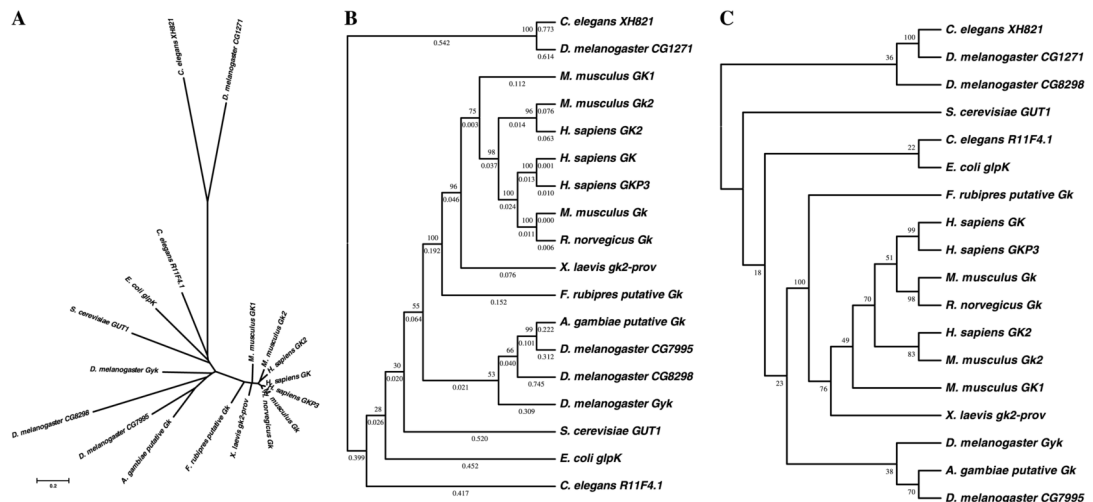 A
C. elegans XH821
D. melanogaster CG1271
C. elegans R11F4.1
E. coli glpK
S. cerevisiae GUT1
D. melanogaster Gyk
D. melanogaster CG8298
D. melanogaster CG7995
A. gambiae putative Gk
F. rubipres putative Gk
X. laevis gk2-prov
M. musculus GK1
M. musculus Gk2
H. sapiens GK2
H. sapiens GK
H. sapiens GKP3
M. musculus Gk
R. norvegicus Gk
0.2
B
C. elegans XH821
100 0.773
0.542
D. melanogaster CG1271
0.614
M. musculus GK1
0.112
75
0.003
M. musculus Gk2
96 0.076
0.014
H. sapiens GK2
0.063
98
0.037
H. sapiens GK
100 0.001
0.013
H. sapiens GKP3
0.010
96
0.046
100
0.024
M. musculus Gk
100 0.000
0.011
R. norvegicus Gk
0.006
100
0.192
X. laevis gk2-prov
0.076
F. rubipres putative Gk
0.152
55
0.064
A. gambiae putative Gk
99 0.222
0.101
D. melanogaster CG7995
0.312
66
0.040
D. melanogaster CG8298
0.745
53
0.021
D. melanogaster Gyk
0.309
30
0.020
S. cerevisiae GUT1
0.520
28
0.026
E. coli glpK
0.452
0.399
C. elegans R11F4.1
0.417
C
C. elegans XH821
100
D. melanogaster CG1271
36
D. melanogaster CG8298
S. cerevisiae GUT1
C. elegans R11F4.1
22
E. coli glpK
F. rubipres putative Gk
H. sapiens GK
99
H. sapiens GKP3
51
M. musculus Gk
98
R. norvegicus Gk
18
100
70
H. sapiens GK2
83
M. musculus Gk2
49
M. musculus GK1
76
X. laevis gk2-prov
23
D. melanogaster Gyk
38
A. gambiae putative Gk
70
D. melanogaster CG7995